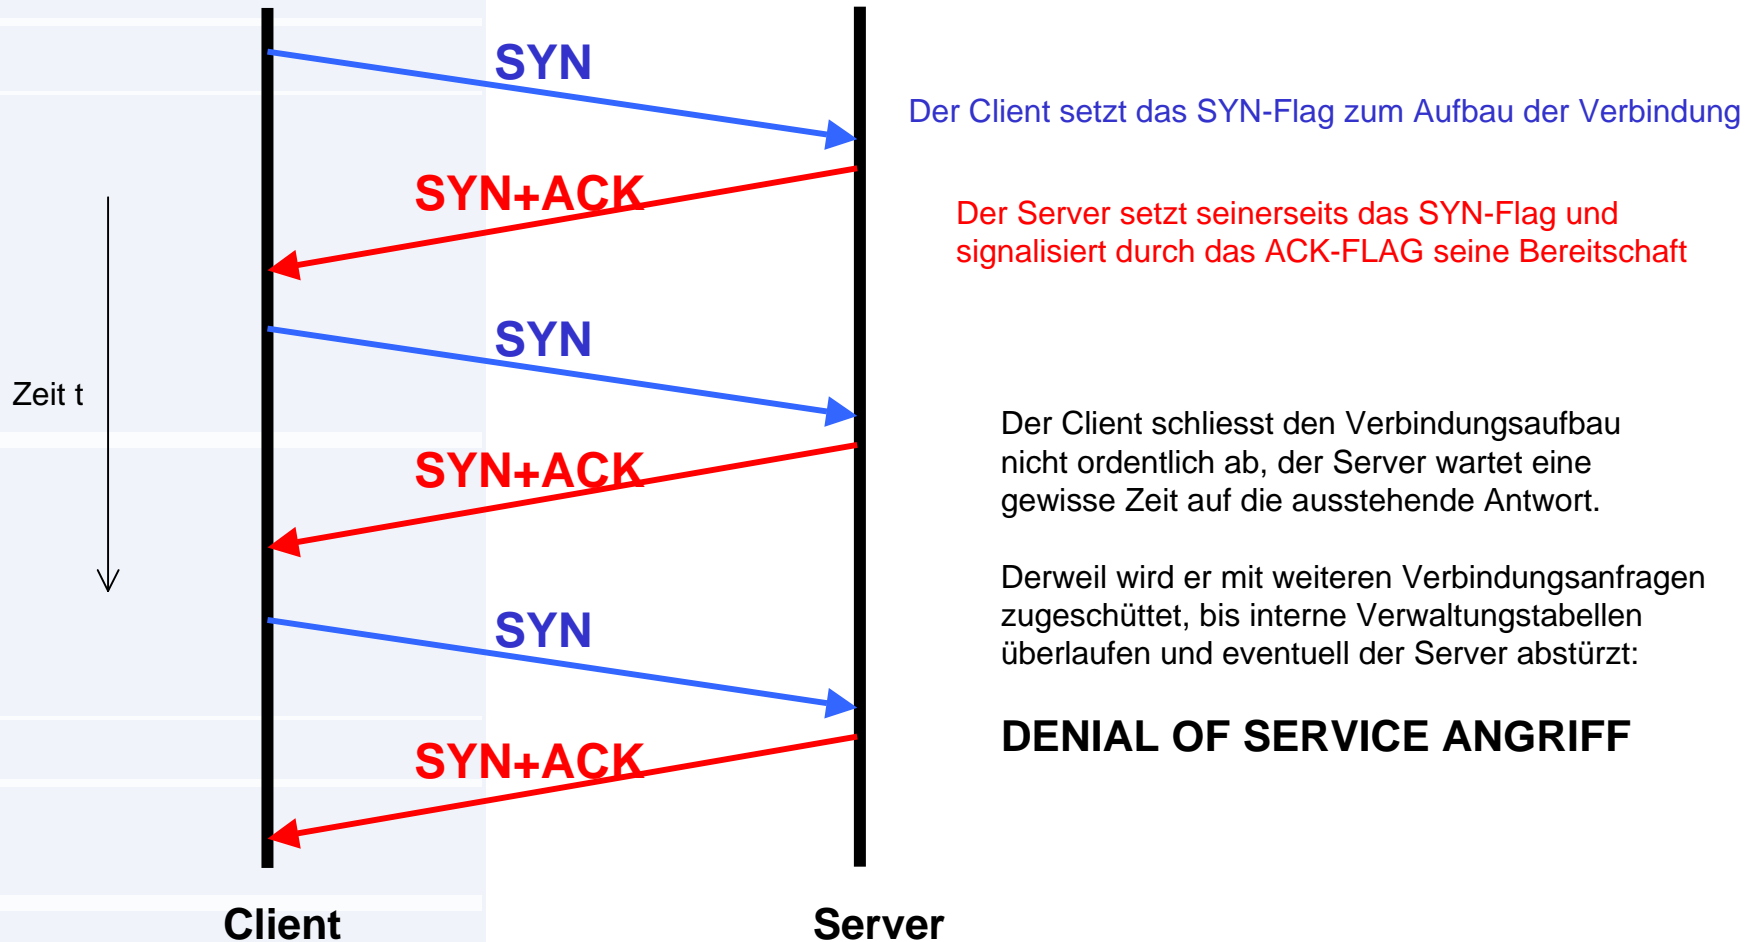 SYN
Der Client setzt das SYN-Flag zum Aufbau der Verbindung
SYN+ACK
Der Server setzt seinerseits das SYN-Flag und
signalisiert durch das ACK-FLAG seine Bereitschaft
SYN
Zeit t
Der Client schliesst den Verbindungsaufbau
nicht ordentlich ab, der Server wartet eine
gewisse Zeit auf die ausstehende Antwort.
SYN+ACK
Derweil wird er mit weiteren Verbindungsanfragen
zugeschüttet, bis interne Verwaltungstabellen
überlaufen und eventuell der Server abstürzt:
SYN
DENIAL OF SERVICE ANGRIFF
SYN+ACK
Client
Server